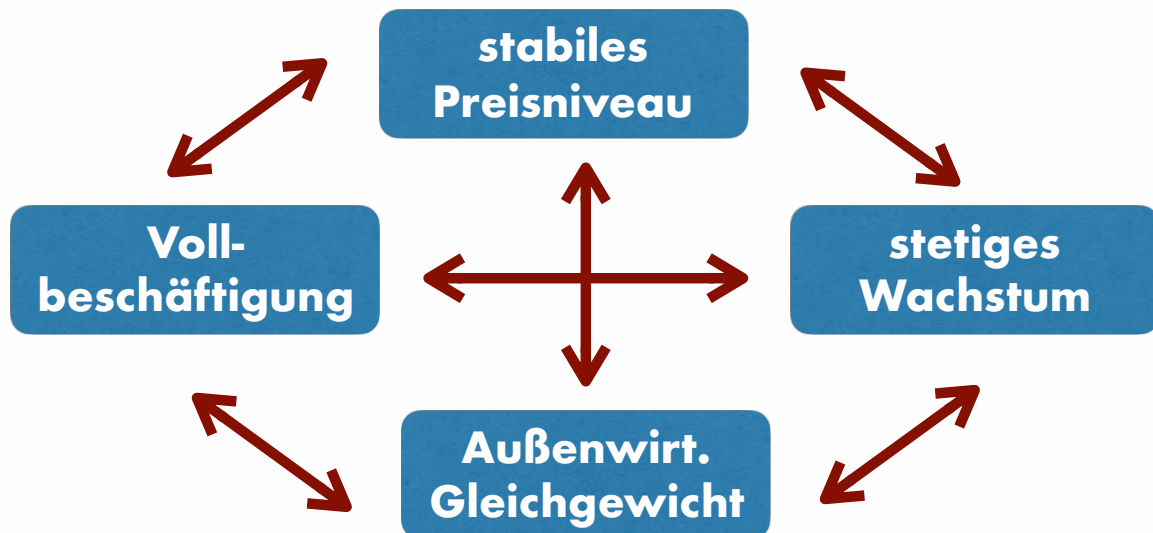 stabiles
Preisniveau
Voll-
beschäftigung
stetiges
Wachstum
Außenwirt.
Gleichgewicht